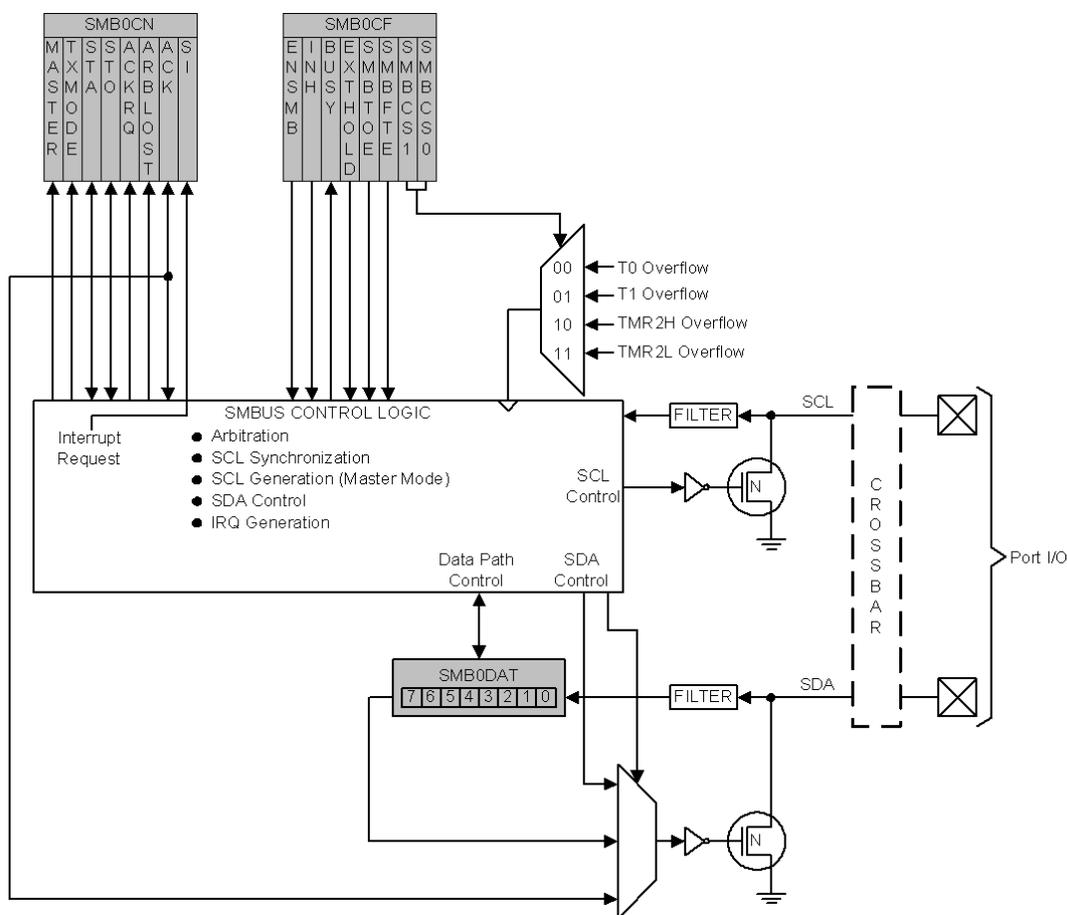 SMB0CN
MASTER
TXMODE
STA
STO
ACKRQ
ARBLOST
ACK
SI
SMB0CF
ENSMB
INH
BUSY
EXTHOLD
SMBTOE
SMBFTE
SMBCS1
SMBCS0
00
T0 Overflow
01
T1 Overflow
10
TMR2H Overflow
11
TMR2L Overflow
SMBUS CONTROL LOGIC
Interrupt
Request
● Arbitration
● SCL Synchronization
● SCL Generation (Master Mode)
● SDA Control
● IRQ Generation
SCL
Control
Data Path
Control
SDA
Control
FILTER
SCL
N
CROSSBAR
Port I/O
SMB0DAT
7 6 5 4 3 2 1 0
FILTER
SDA
N